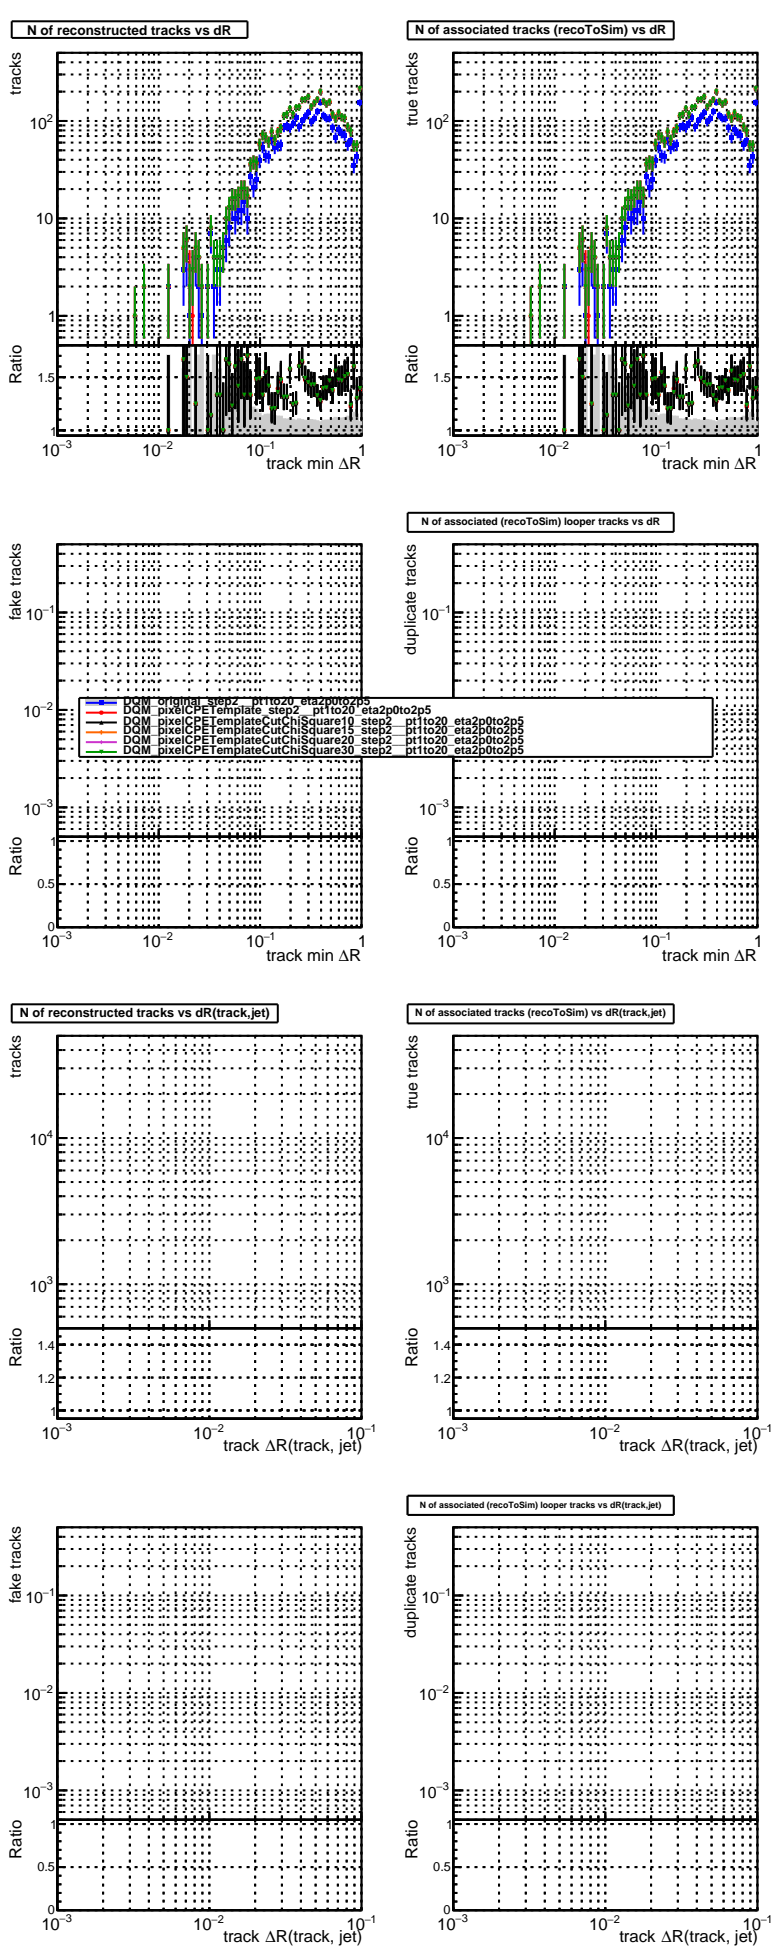 N of reconstructed tracks vs dR
tracks
10²
10
1
Ratio
1.5
1
10⁻³ 10⁻² 10⁻¹ 1
track min ΔR
N of associated tracks (recoToSim) vs dR
true tracks
10²
10
1
Ratio
1.5
1
10⁻³ 10⁻² 10⁻¹ 1
track min ΔR
fake tracks
10⁻¹
10⁻²
10⁻³
Ratio
1
0.5
0
10⁻³ 10⁻² 10⁻¹ 1
track min ΔR
N of associated (recoToSim) looper tracks vs dR
duplicate tracks
10⁻¹
10⁻³
Ratio
1
0.5
0
10⁻³ 10⁻² 10⁻¹ 1
track min ΔR
DQM_original_step2__pt1to20_eta2p0to2p5
DQM_pixelCPETemplate_step2__pt1to20_eta2p0to2p5
DQM_pixelCPETemplateCutChiSquare10_step2__pt1to20_eta2p0to2p5
DQM_pixelCPETemplateCutChiSquare15_step2__pt1to20_eta2p0to2p5
DQM_pixelCPETemplateCutChiSquare20_step2__pt1to20_eta2p0to2p5
DQM_pixelCPETemplateCutChiSquare30_step2__pt1to20_eta2p0to2p5
N of reconstructed tracks vs dR(track,jet)
tracks
10⁴
10³
Ratio
1.4
1.2
1
10⁻³ 10⁻² 10⁻¹
track ΔR(track, jet)
N of associated tracks (recoToSim) vs dR(track,jet)
true tracks
10⁴
10³
Ratio
1.4
1.2
1
10⁻³ 10⁻² 10⁻¹
track ΔR(track, jet)
fake tracks
10⁻¹
10⁻²
10⁻³
Ratio
1
0.5
0
10⁻³ 10⁻² 10⁻¹
track ΔR(track, jet)
N of associated (recoToSim) looper tracks vs dR(track,jet)
duplicate tracks
10⁻¹
10⁻²
10⁻³
Ratio
1
0.5
0
10⁻³ 10⁻² 10⁻¹
track ΔR(track, jet)